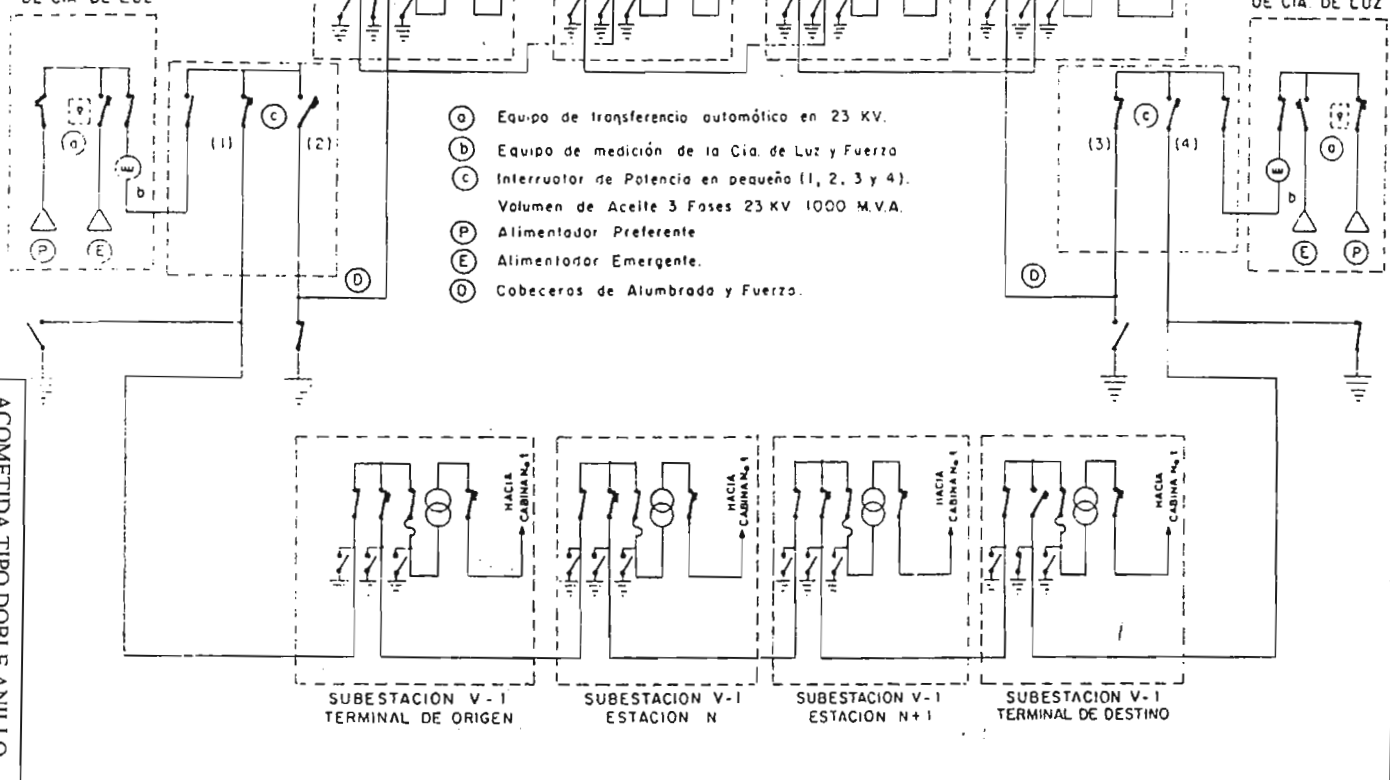 DE CIA. DE LUZ
DE CIA. DE LUZ
a Equipo de transferencia automático en 23 KV.
b Equipo de medición de la Cia. de Luz y Fuerza
c Interruptor de Potencia en pequeño (1, 2, 3 y 4).
Volumen de Aceite 3 Fases 23 KV 1000 M.V.A.
P Alimentador Preferente
E Alimentador Emergente.
D Cabeceras de Alumbrado y Fuerza.
a
b
P
E
(1)
c
(2)
D
(3)
c
(4)
D
a
b
E
P
HACIA
CABINA No 1
HACIA
CABINA No 1
HACIA
CABINA No 1
HACIA
CABINA No 1
SUBESTACION V-1
TERMINAL DE ORIGEN
SUBESTACION V-1
ESTACION N
SUBESTACION V-1
ESTACION N+1
SUBESTACION V-1
TERMINAL DE DESTINO
ACOMETIDA TIPO DOBLE ANILLO